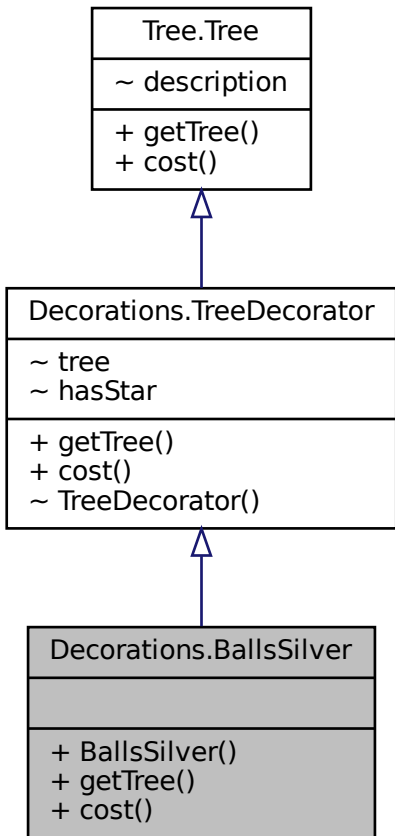 Tree.Tree
~ description
+ getTree()
+ cost()
Decorations.TreeDecorator
~ tree
~ hasStar
+ getTree()
+ cost()
~ TreeDecorator()
Decorations.BallsSilver
+ BallsSilver()
+ getTree()
+ cost()